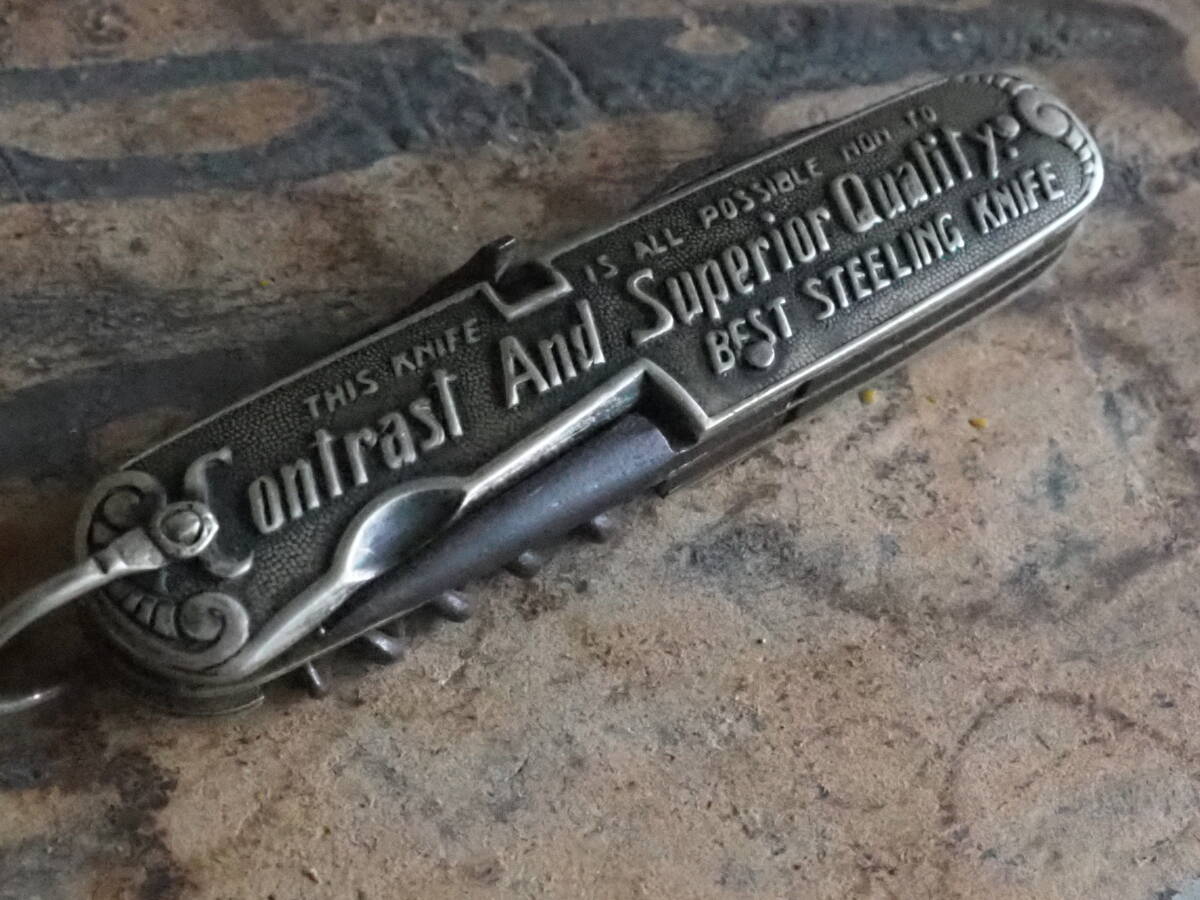 THIS KNIFE IS ALL POSSIBLE NON TO
Contrast And Superior Quality:
BEST STEELING KNIFE